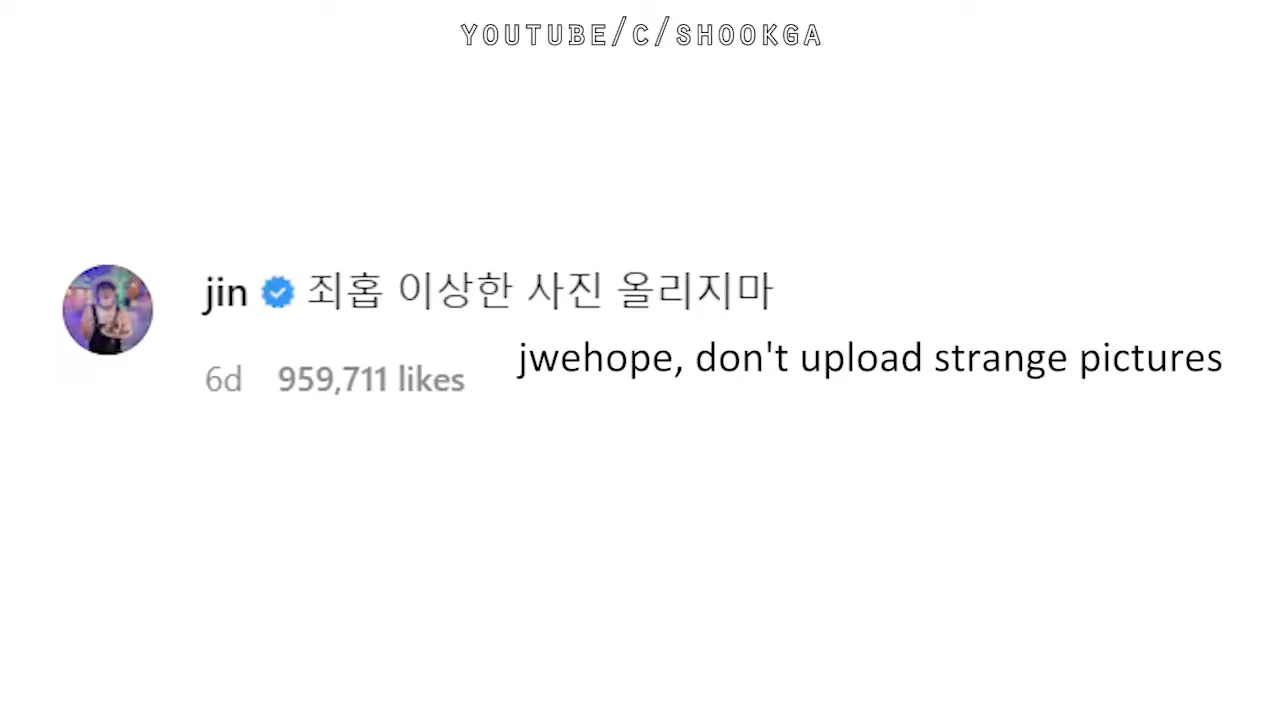 YOUTUBE/C/SHOOKGA
jin 죄홉 이상한 사진 올리지마
jwehope, don't upload strange pictures
6d 959,711 likes